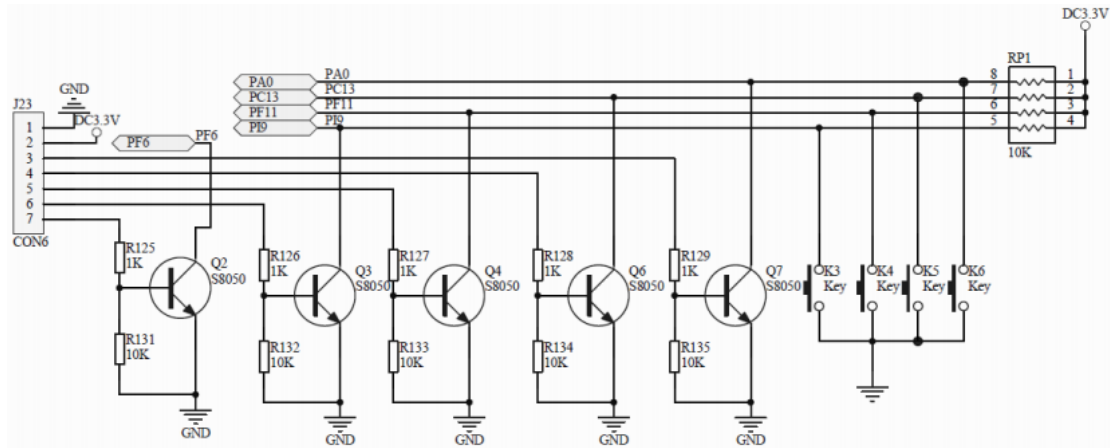 DC3.3V
RP1
GND
J23
DC3.3V
PA0 PA0 8 1
PC13 PC13 7 2
PF11 PF11 6 3
PI9 PI9 5 4
10K
PF6 PF6
1
2
3
4
5
6
7
CON6
R125
1K
Q2
S8050
R126
1K
Q3
S8050
R127
1K
Q4
S8050
R128
1K
Q6
S8050
R129
1K
Q7
S8050
K3
Key
K4
Key
K5
Key
K6
Key
R131
10K
R132
10K
R133
10K
R134
10K
R135
10K
GND
GND
GND
GND
GND